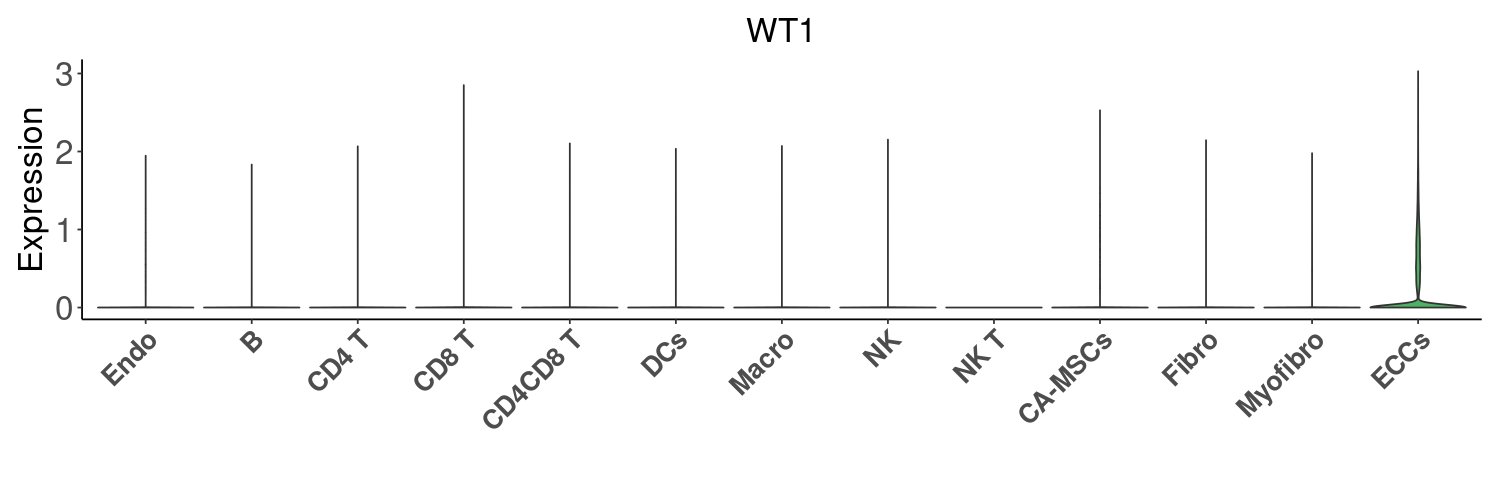 WT1
Expression
3
2
1
0
Endo
B
CD4 T
CD8 T
CD4CD8 T
DCs
Macro
NK
NK T
CA-MSCs
Fibro
Myofibro
ECCs